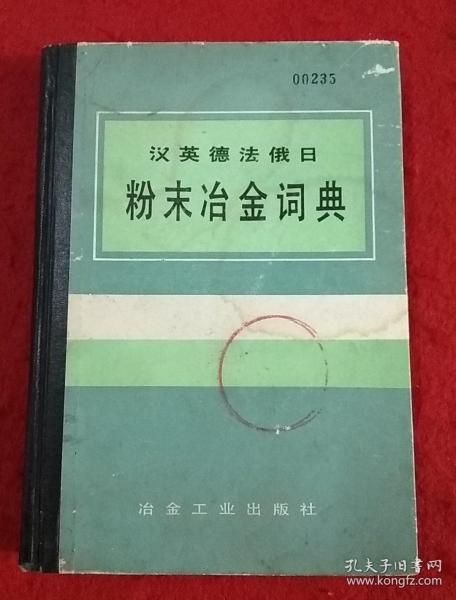 00235
汉英德法俄日
粉末冶金词典
冶金工业出版社
孔夫子旧书网
www.kongfz.com